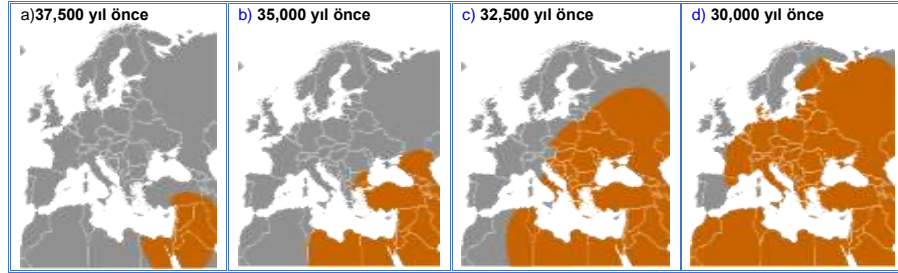 a)37,500 yıl önce
b) 35,000 yıl önce
c) 32,500 yıl önce
d) 30,000 yıl önce